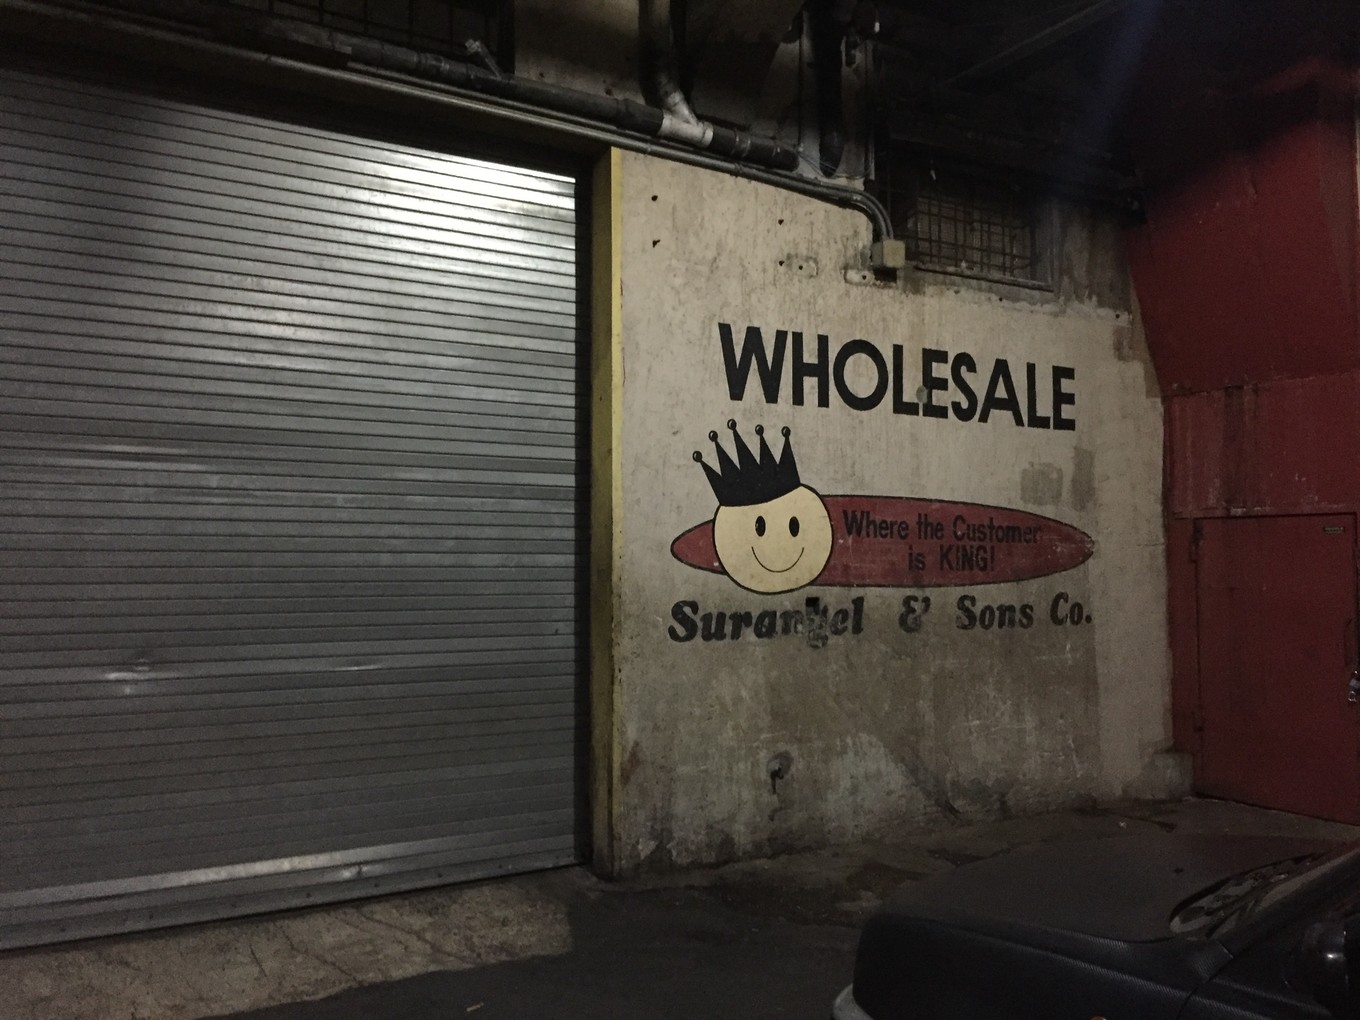 WHOLESALE
Where the Customer
is KING!
Surangel & Sons Co.